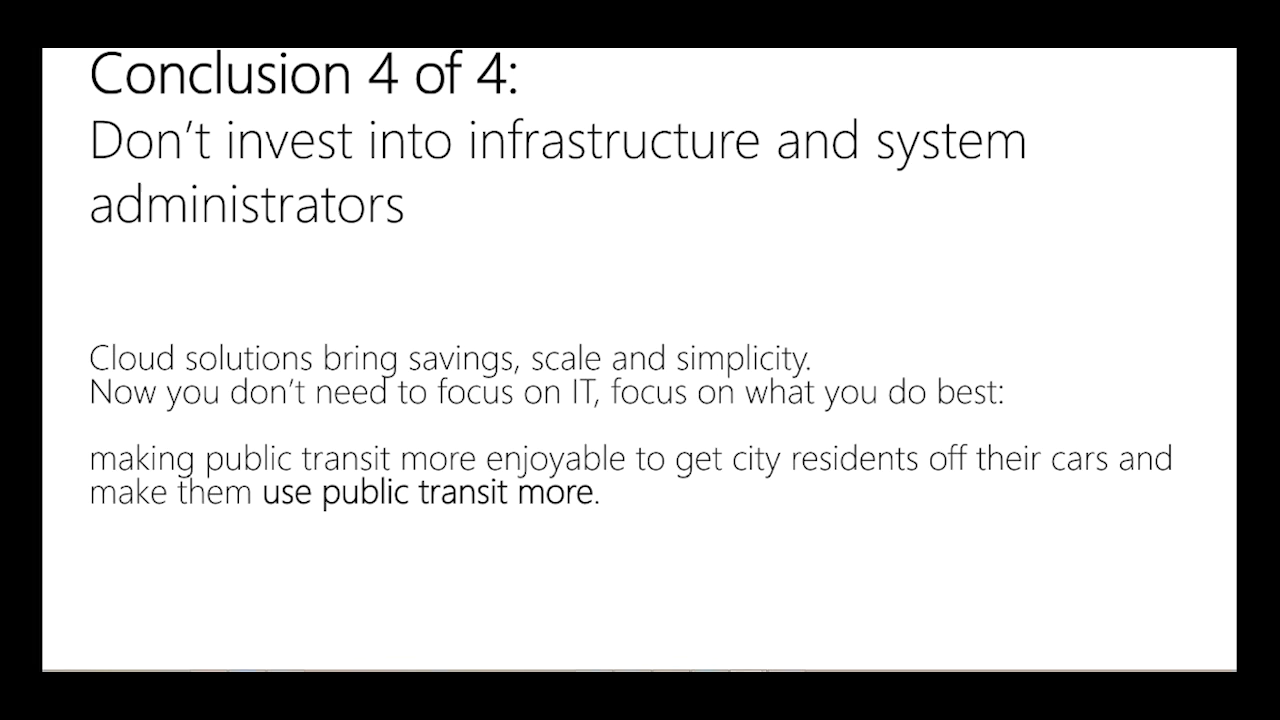 Conclusion 4 of 4:
Don’t invest into infrastructure and system
administrators
Cloud solutions bring savings, scale and simplicity.
Now you don’t need to focus on IT, focus on what you do best:
making public transit more enjoyable to get city residents off their cars and
make them use public transit more.